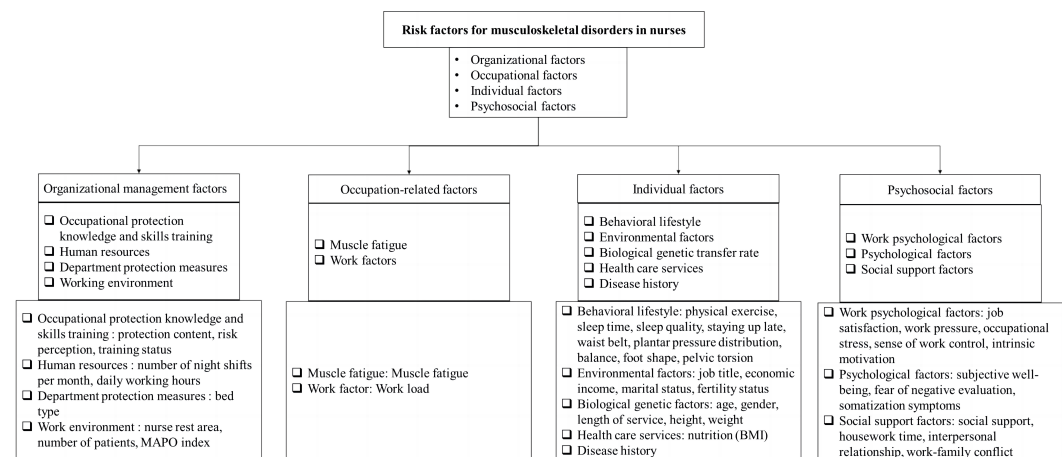 Risk factors for musculoskeletal disorders in nurses
• Organizational factors
• Occupational factors
• Individual factors
• Psychosocial factors
Organizational management factors
❑ Occupational protection
knowledge and skills training
❑ Human resources
❑ Department protection measures
❑ Working environment
❑ Occupational protection knowledge and
skills training : protection content, risk
perception, training status
❑ Human resources : number of night shifts
per month, daily working hours
❑ Department protection measures : bed
type
❑ Work environment : nurse rest area,
number of patients, MAPO index
Occupation-related factors
❑ Muscle fatigue
❑ Work factors
❑ Muscle fatigue: Muscle fatigue
❑ Work factor: Work load
Individual factors
❑ Behavioral lifestyle
❑ Environmental factors
❑ Biological genetic transfer rate
❑ Health care services
❑ Disease history
❑ Behavioral lifestyle: physical exercise,
sleep time, sleep quality, staying up late,
waist belt, plantar pressure distribution,
balance, foot shape, pelvic torsion
❑ Environmental factors: job title, economic
income, marital status, fertility status
❑ Biological genetic factors: age, gender,
length of service, height, weight
❑ Health care services: nutrition (BMI)
❑ Disease history
Psychosocial factors
❑ Work psychological factors
❑ Psychological factors
❑ Social support factors
❑ Work psychological factors: job
satisfaction, work pressure, occupational
stress, sense of work control, intrinsic
motivation
❑ Psychological factors: subjective well-
being, fear of negative evaluation,
somatization symptoms
❑ Social support factors: social support,
housework time, interpersonal
relationship, work-family conflict